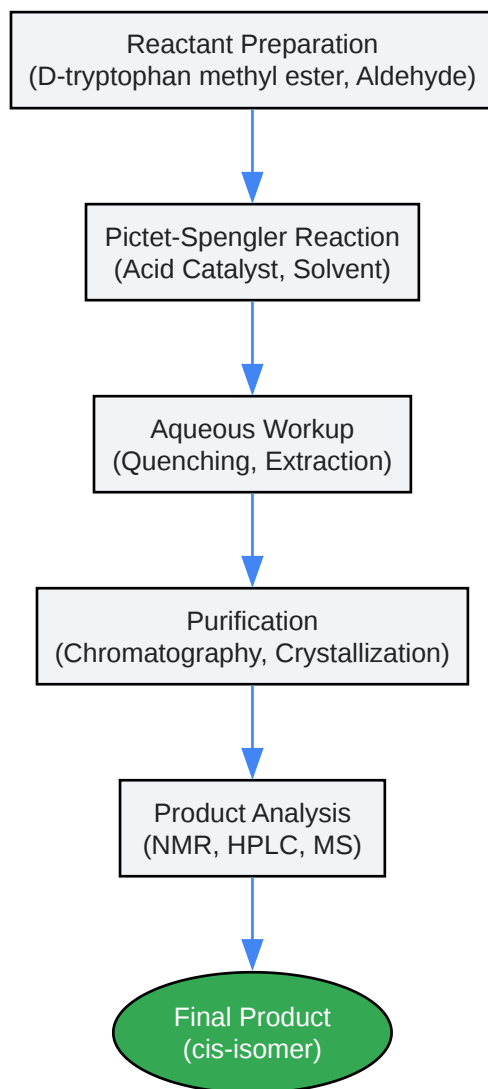 Reactant Preparation
(D-tryptophan methyl ester, Aldehyde)
Pictet-Spengler Reaction
(Acid Catalyst, Solvent)
Aqueous Workup
(Quenching, Extraction)
Purification
(Chromatography, Crystallization)
Product Analysis
(NMR, HPLC, MS)
Final Product
(cis-isomer)